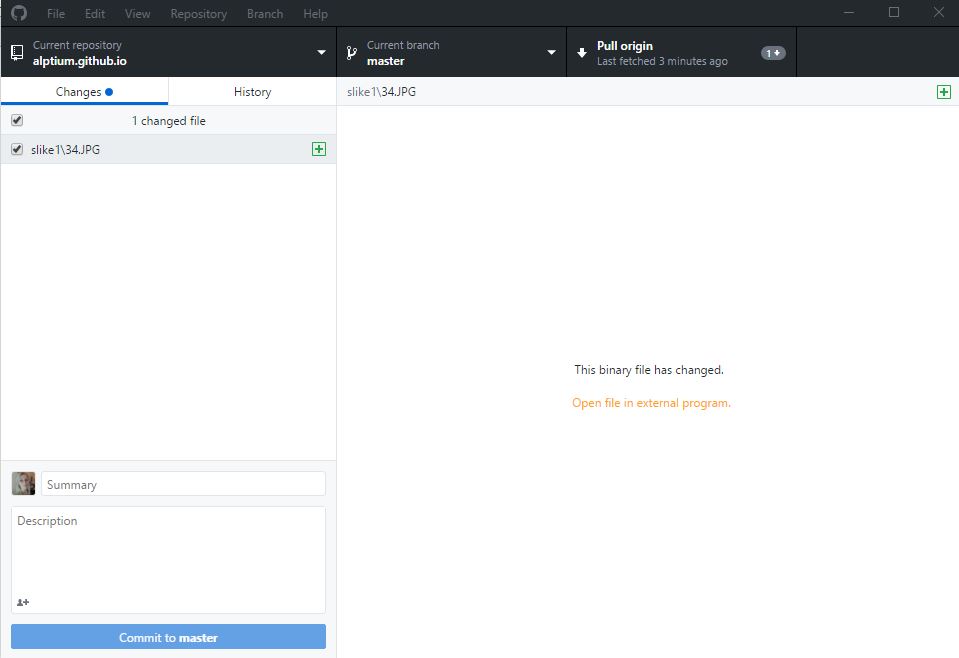 File Edit View Repository Branch Help
Current repository
alptium.github.io
Current branch
master
Pull origin
Last fetched 3 minutes ago
1
Changes
History
1 changed file
slike1\34.JPG
slike1\34.JPG
This binary file has changed.
Open file in external program.
Summary
Description
Commit to master